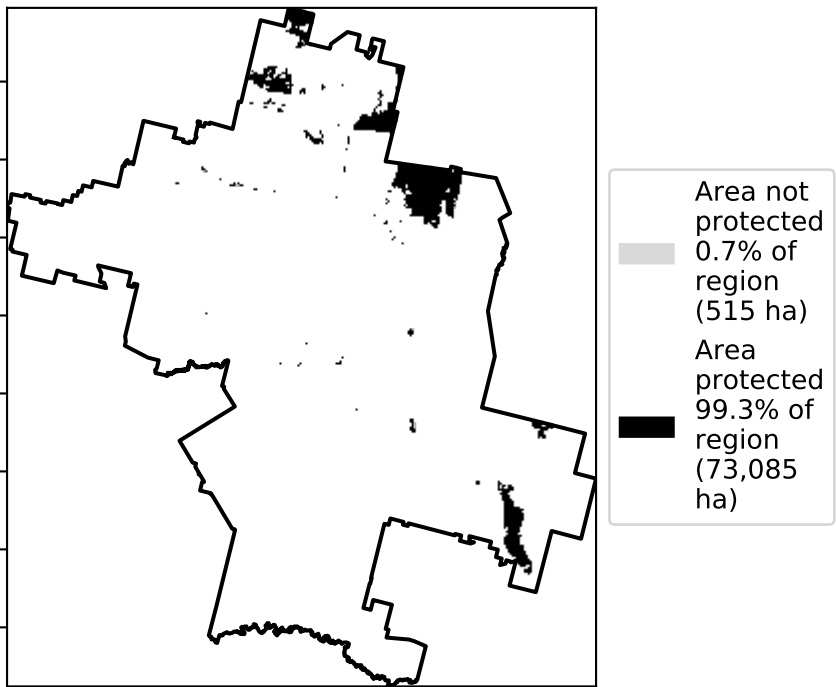 Area not
protected
0.7% of
region
(515 ha)
Area
protected
99.3% of
region
(73,085
ha)